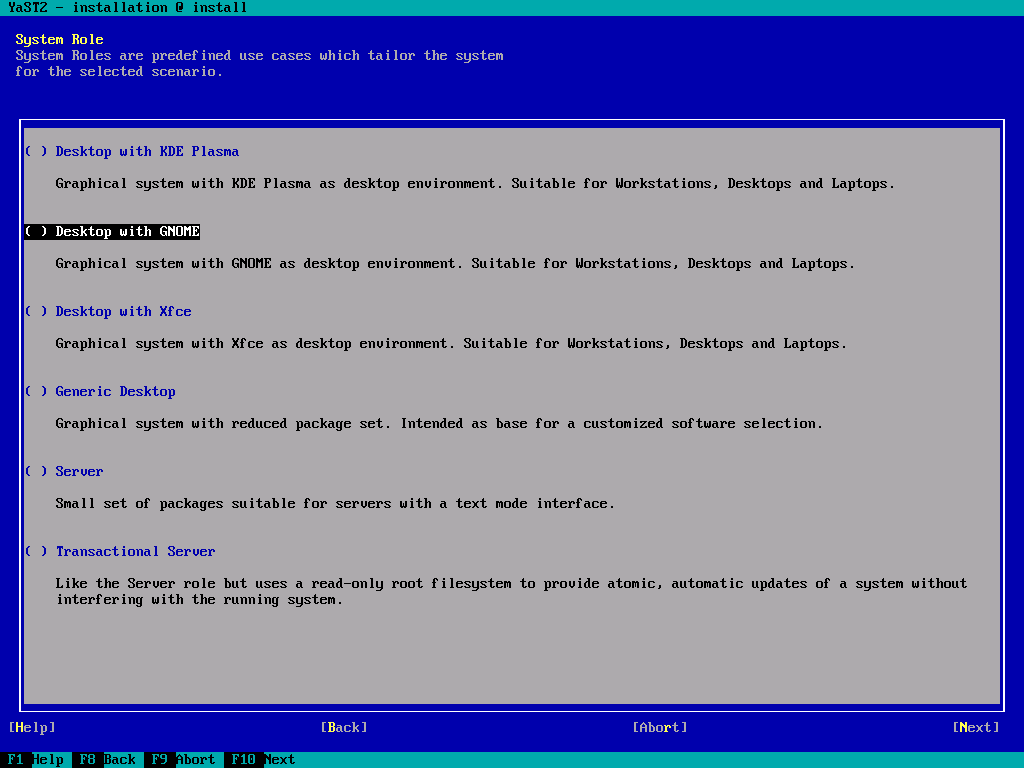 YaST2 - installation @ install
System Role
System Roles are predefined use cases which tailor the system
for the selected scenario.
( ) Desktop with KDE Plasma
Graphical system with KDE Plasma as desktop environment. Suitable for Workstations, Desktops and Laptops.
( ) Desktop with GNOME
Graphical system with GNOME as desktop environment. Suitable for Workstations, Desktops and Laptops.
( ) Desktop with Xfce
Graphical system with Xfce as desktop environment. Suitable for Workstations, Desktops and Laptops.
( ) Generic Desktop
Graphical system with reduced package set. Intended as base for a customized software selection.
( ) Server
Small set of packages suitable for servers with a text mode interface.
( ) Transactional Server
Like the Server role but uses a read-only root filesystem to provide atomic, automatic updates of a system without
interfering with the running system.
[Help] [Back] [Abort] [Next]
F1 Help F8 Back F9 Abort F10 Next